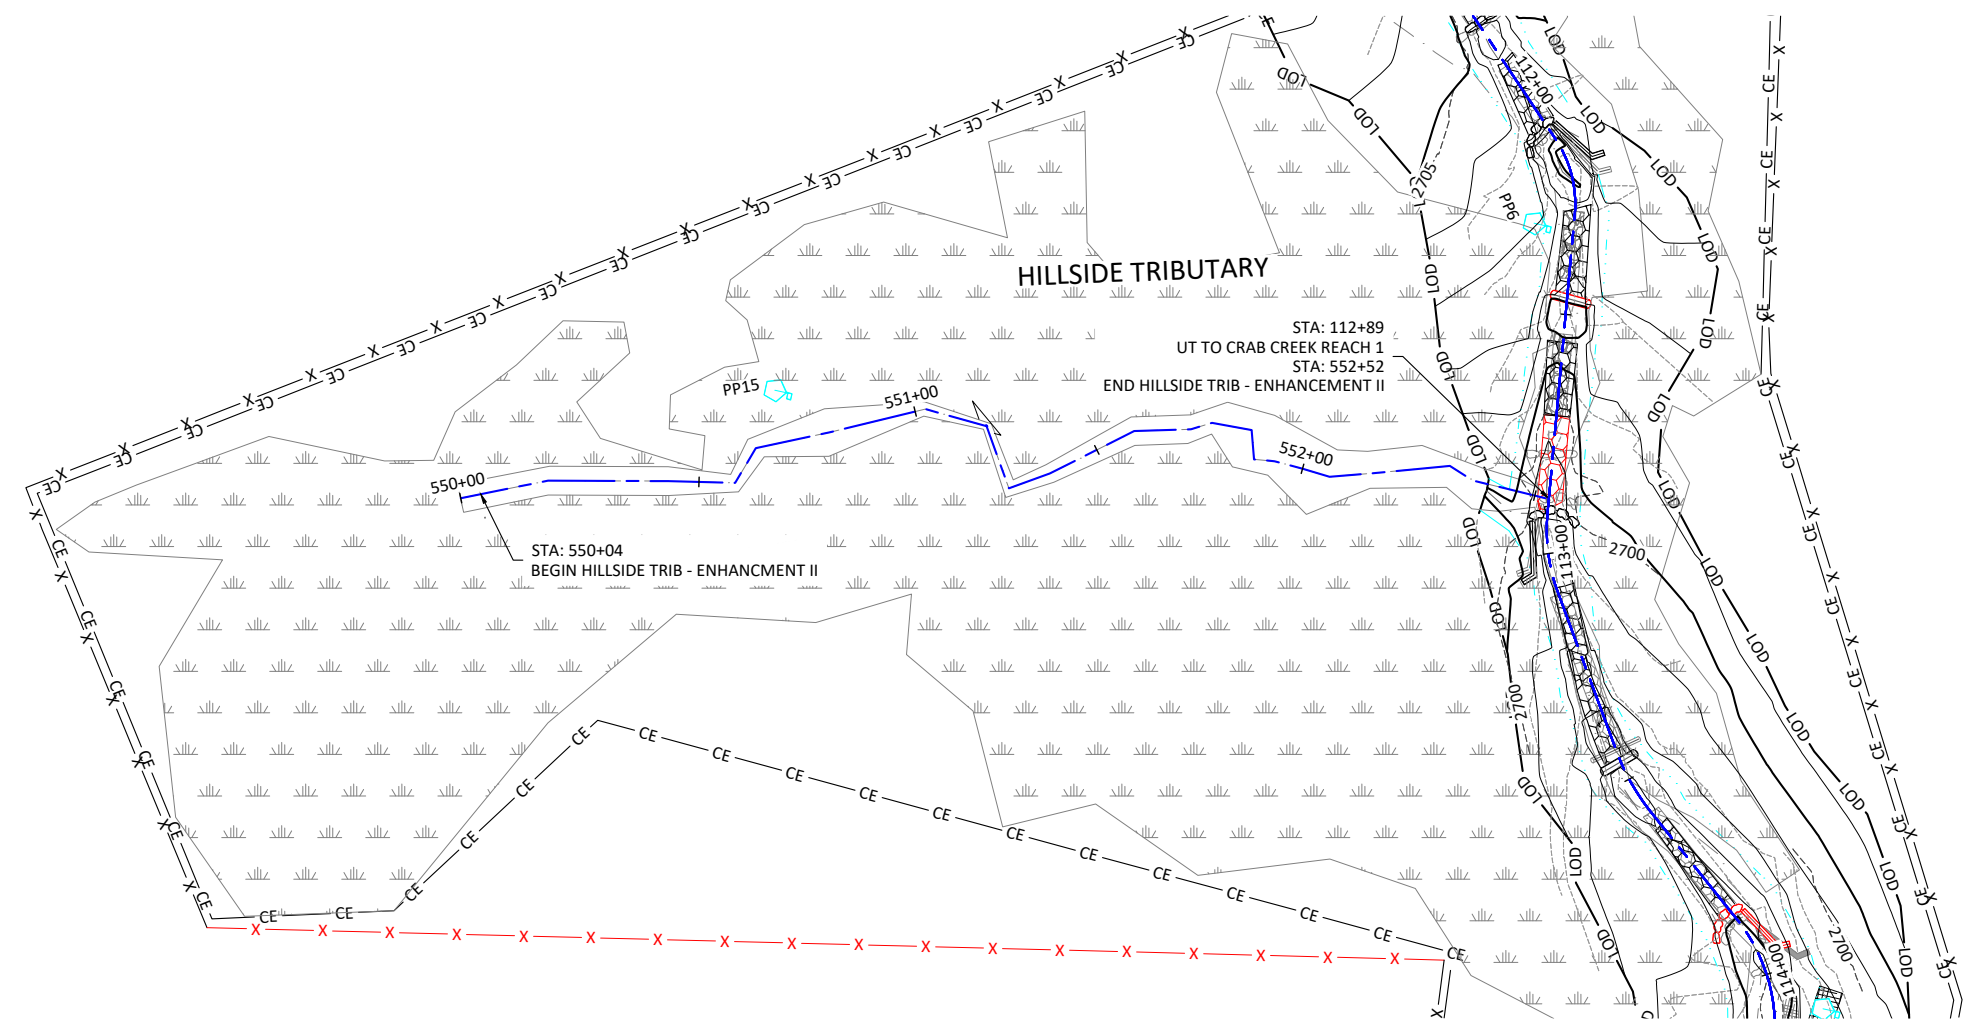 HILLSIDE TRIBUTARY
STA: 112+89
UT TO CRAB CREEK REACH 1
STA: 552+52
END HILLSIDE TRIB - ENHANCEMENT II
PP15
PP6
550+00
551+00
552+00
STA: 550+04
BEGIN HILLSIDE TRIB - ENHANCMENT II
112+00
113+00
114+00
2705
2700
2700
2700
CE
X
LOD